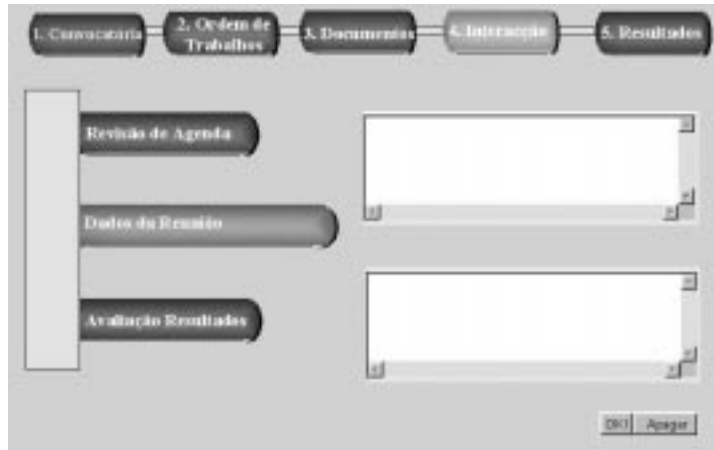 1. Convocatória
2. Ordem de
Trabalhos
3. Documentos
4. Interacção
5. Resultados
Revisão de Agenda
Dados da Reunião
Avaliação Resultados
OK!
Apagar